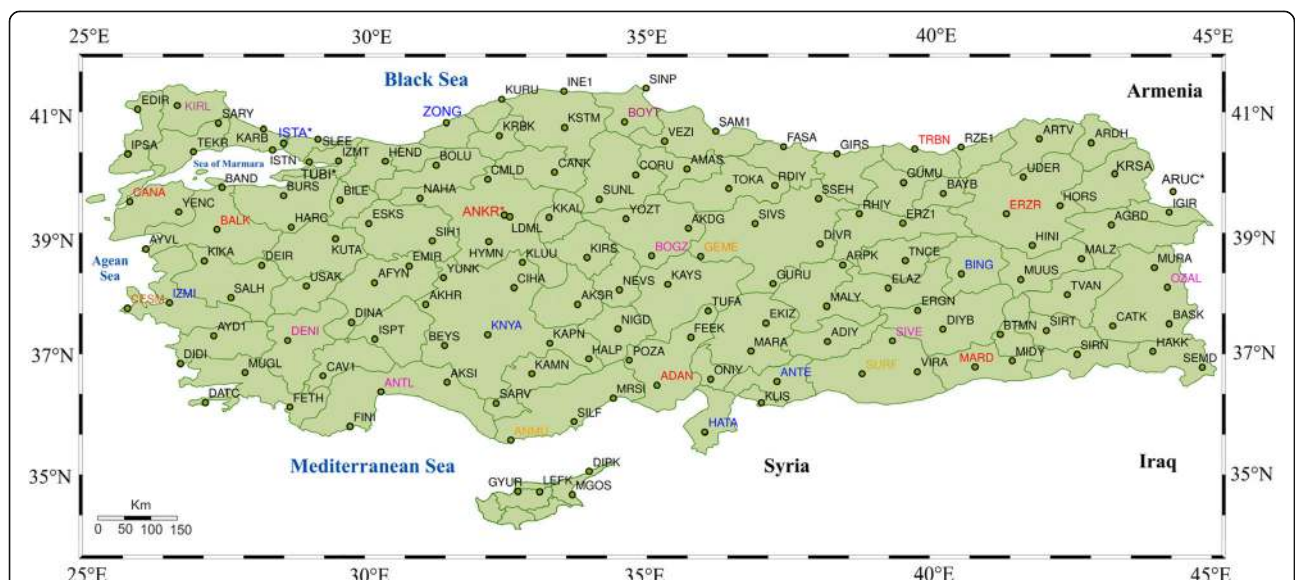 25°E 30°E 35°E 40°E 45°E
Black Sea
Armenia
41°N 41°N
EDIR KIRL SARY KARB ISTA* SLEE ZONG KURU INE1 SINP
IPSA TEKR ISTN IZMT HEND BOLU KRBK KSTM BOYT VEZI SAM1 FASA GIRS TRBN RZE1 ARTV ARDH
Sea of Marmara
TUBI*
CANA BAND BURS BILE NAHA CMLD CANK CORU AMAS TOKA RDIY SSEH GUMU BAYB UDER KRSA ARUC*
YENC BALK HARC ESKS ANKR* LDML KKAL SUNL YOZT AKDG SIVS RHIY ERZ1 ERZR HORS IGIR
39°N 39°N
AYVL KIKA DEIR KUTA SIH1 HYMN KLUU KIRS BOGZ GEME DIVR TNCE HINI AGRD MALZ MURA
Agean
Sea
USAK AFYN EMIR YUNK CIHA NEVS KAYS GURU ARPK ELAZ BING MUUS TVAN OZAL
CESM IZMI SALH DINA AKHR AKSR TUFA MALY ERGN
AYD1 DENI ISPT BEYS KNYA KAPN NIGD FEEK EKIZ ADIY SIVE DIYB BTMN SIRT CATK BASK
37°N 37°N
DIDI MUGL CAV1 AKSI KAMN HALP POZA MARA SURF VIRA MARD MIDY SIRN HAKK SEMD
DATC FETH ANTL SARV MRSI ADAN ONIY ANTE KLIS
FINI ANMU SILF HATA
Mediterranean Sea
Syria
Iraq
35°N 35°N
GYUR LEFK DIRK MGOS
Km
0 50 100 150
25°E 30°E 35°E 40°E 45°E